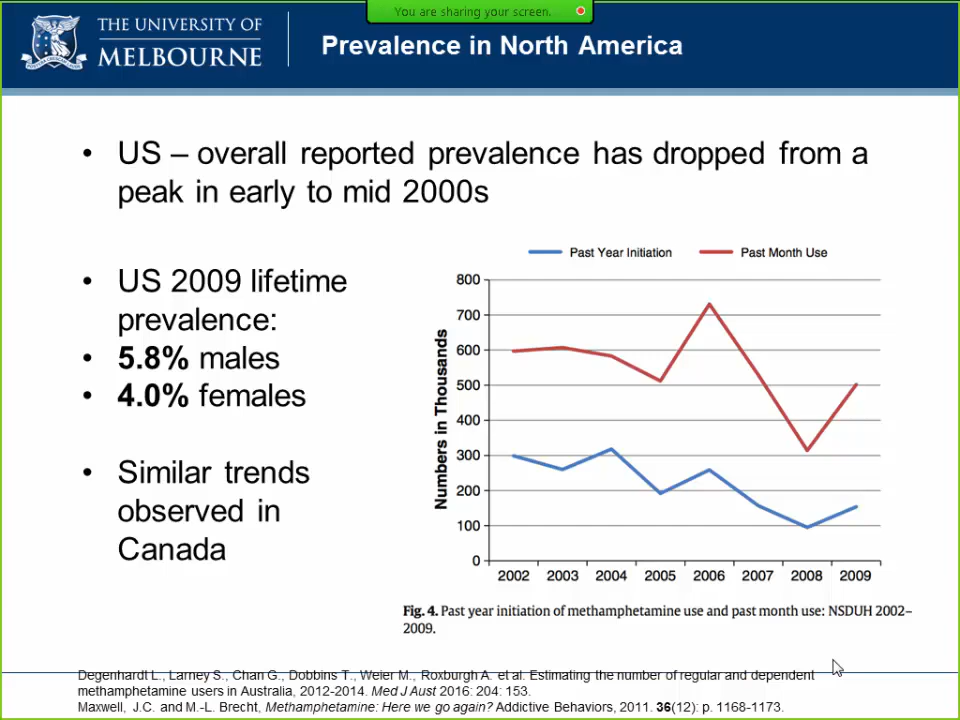 You are sharing your screen.
THE UNIVERSITY OF
MELBOURNE
Prevalence in North America
• US – overall reported prevalence has dropped from a
peak in early to mid 2000s
• US 2009 lifetime
prevalence:
• 5.8% males
• 4.0% females
• Similar trends
observed in
Canada
Past Year Initiation
Past Month Use
Numbers in Thousands
800
700
600
500
400
300
200
100
0
2002 2003 2004 2005 2006 2007 2008 2009
Fig. 4. Past year initiation of methamphetamine use and past month use: NSDUH 2002–
2009.
Degenhardt L., Larney S., Chan G., Dobbins T., Weier M., Roxburgh A. et al. Estimating the number of regular and dependent
methamphetamine users in Australia, 2012-2014. Med J Aust 2016: 204: 153.
Maxwell, J.C. and M.-L. Brecht, Methamphetamine: Here we go again? Addictive Behaviors, 2011. 36(12): p. 1168-1173.